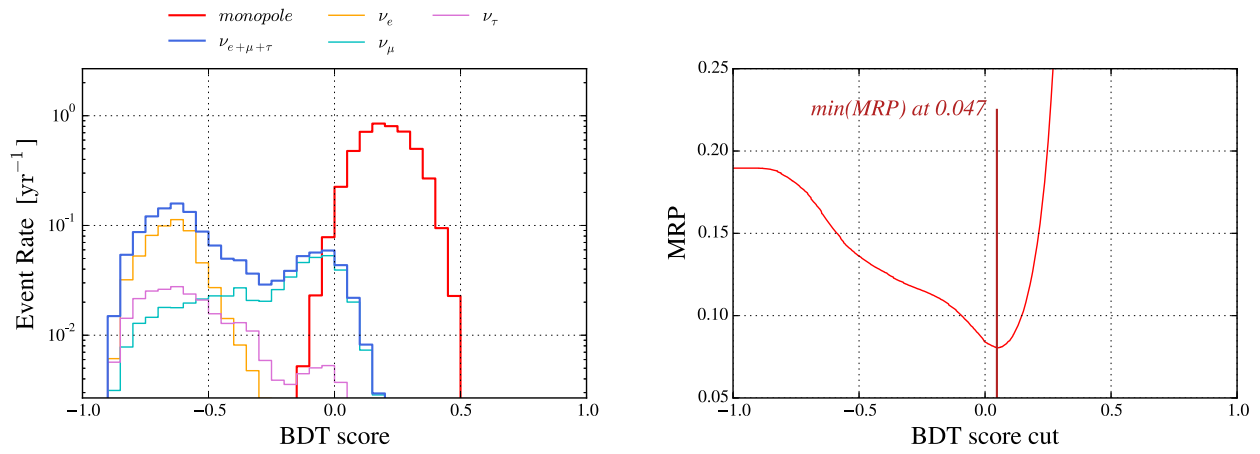 monopole ν_e ν_τ
ν_{e+μ+τ} ν_μ
Event Rate [yr⁻¹]
10⁰
10⁻¹
10⁻²
−1.0 −0.5 0.0 0.5 1.0
BDT score
MRP
0.25
0.20
0.15
0.10
0.05
min(MRP) at 0.047
−1.0 −0.5 0.0 0.5 1.0
BDT score cut